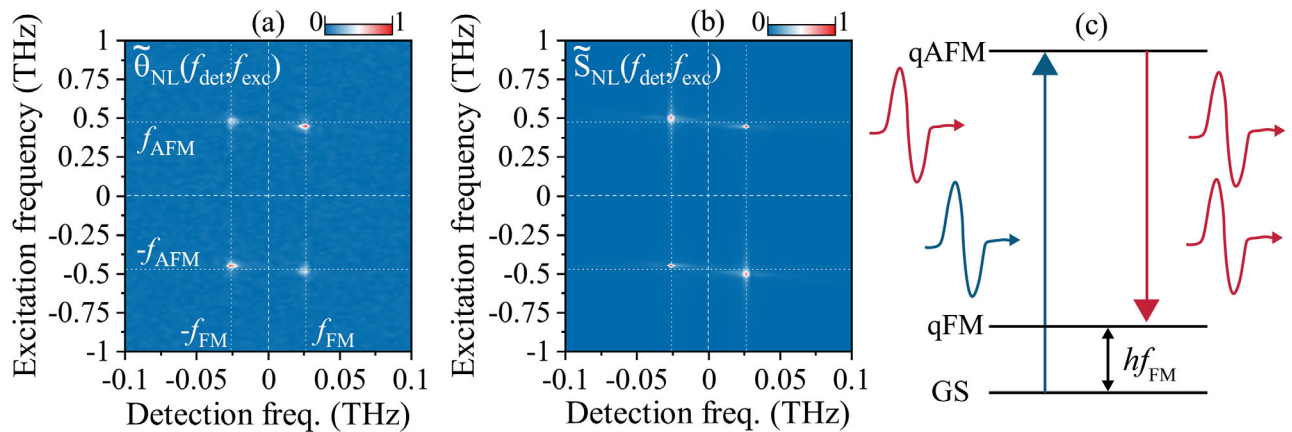 (a)
0 1
Excitation frequency (THz)
1
0.75
0.5
0.25
0
-0.25
-0.5
-0.75
-1
θ̃NL(fdet,fexc)
fAFM
-fAFM
-fFM fFM
-0.1 -0.05 0 0.05 0.1
Detection freq. (THz)
(b)
0 1
Excitation frequency (THz)
1
0.75
0.5
0.25
0
-0.25
-0.5
-0.75
-1
S̃NL(fdet,fexc)
-0.1 -0.05 0 0.05 0.1
Detection freq. (THz)
(c)
qAFM
qFM
hfFM
GS